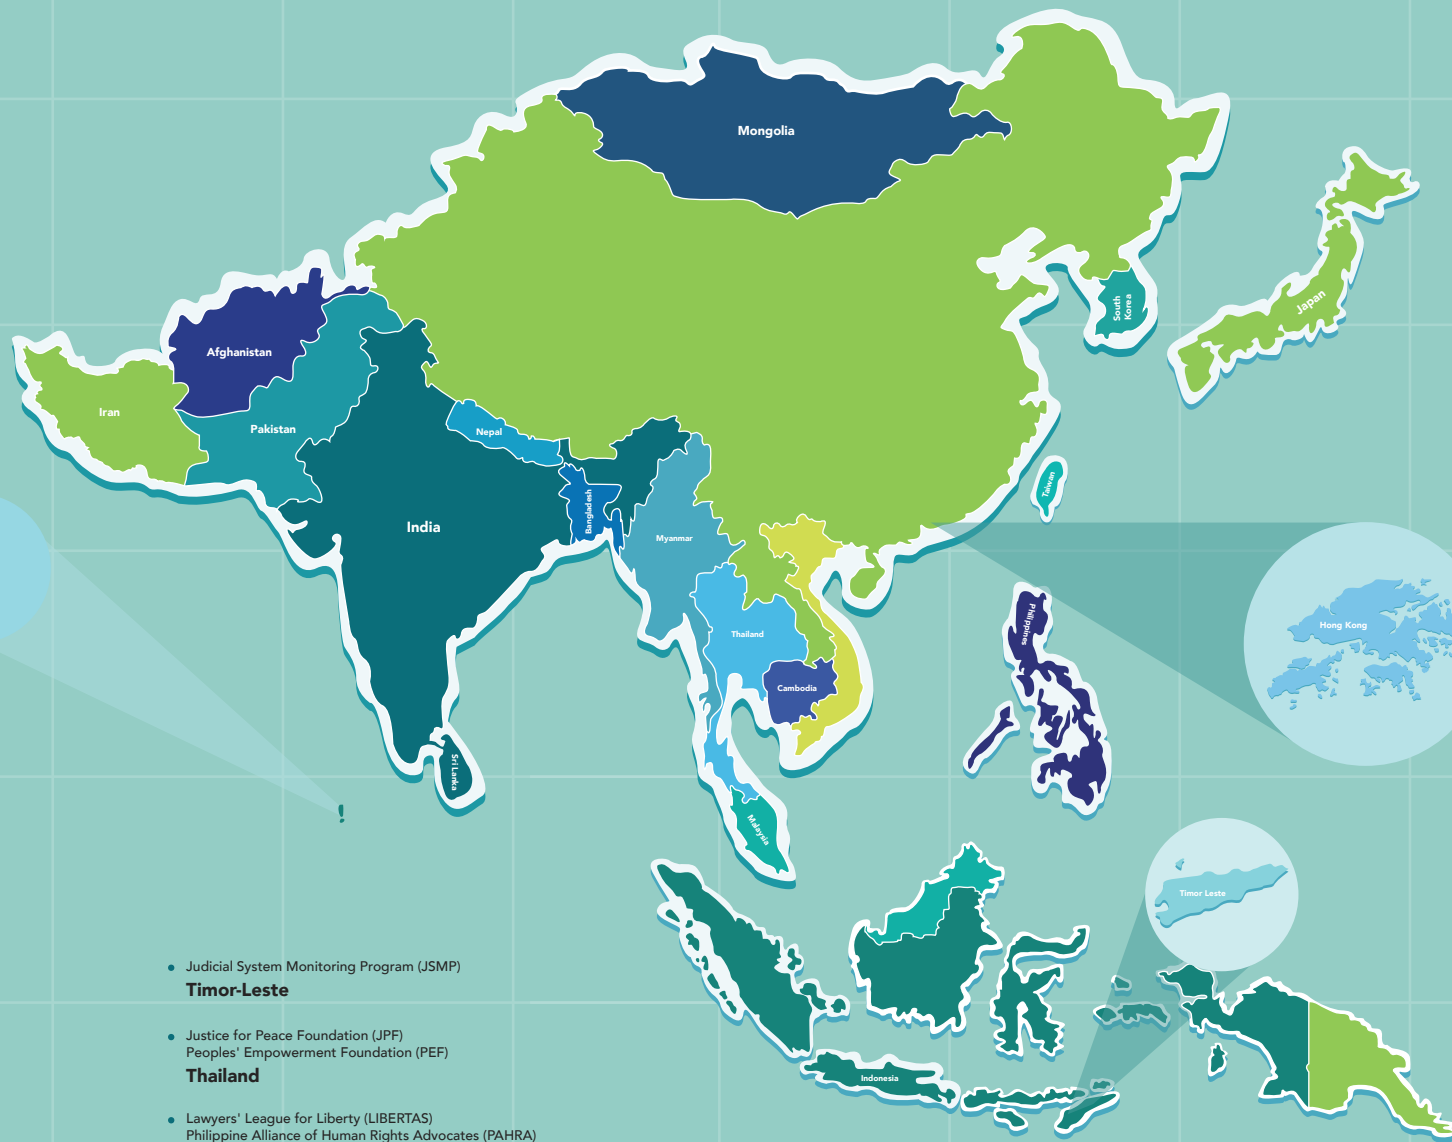 Mongolia
Afghanistan
South
Korea
Japan
Iran
Pakistan
Nepal
Taiwan
India
Bangladesh
Myanmar
Philippines
Hong Kong
Thailand
Cambodia
Sri Lanka
Malaysia
Timor Leste
Indonesia
• Judicial System Monitoring Program (JSMP)
Timor-Leste
• Justice for Peace Foundation (JPF)
Peoples' Empowerment Foundation (PEF)
Thailand
• Lawyers' League for Liberty (LIBERTAS)
Philippine Alliance of Human Rights Advocates (PAHRA)